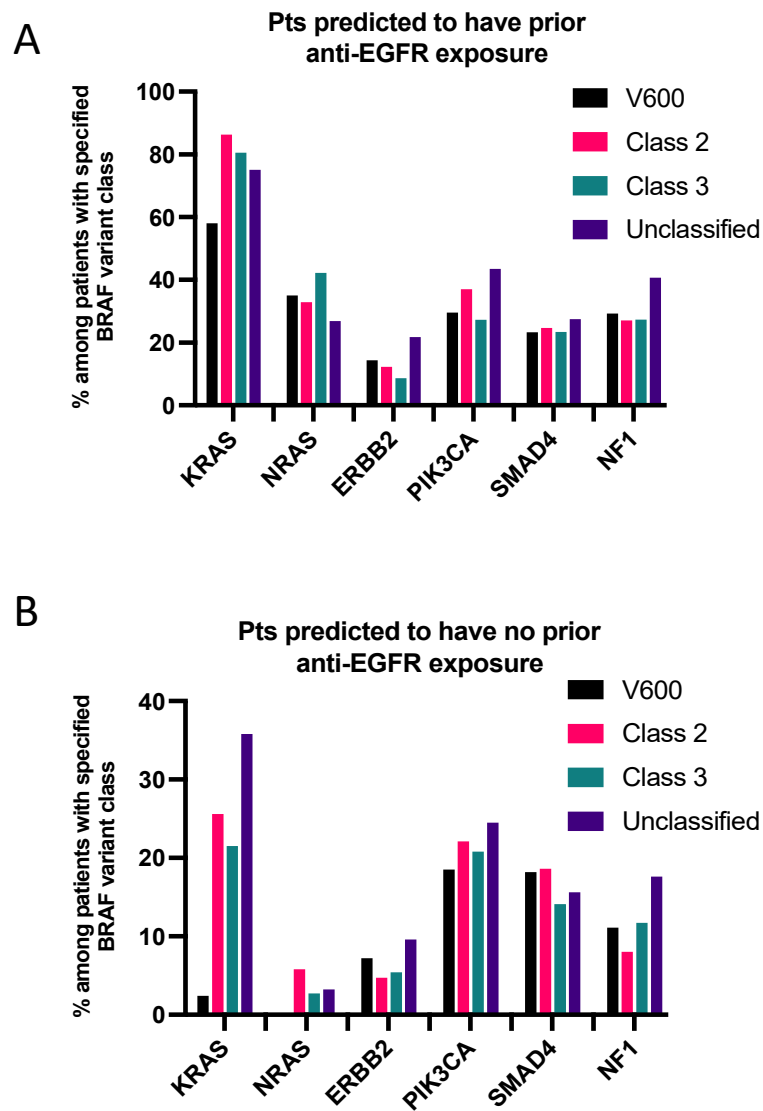 A
Pts predicted to have prior
anti-EGFR exposure
% among patients with specified
BRAF variant class
100
80
60
40
20
0
V600
Class 2
Class 3
Unclassified
KRAS
NRAS
ERBB2
PIK3CA
SMAD4
NF1
B
Pts predicted to have no prior
anti-EGFR exposure
% among patients with specified
BRAF variant class
40
30
20
10
0
V600
Class 2
Class 3
Unclassified
KRAS
NRAS
ERBB2
PIK3CA
SMAD4
NF1